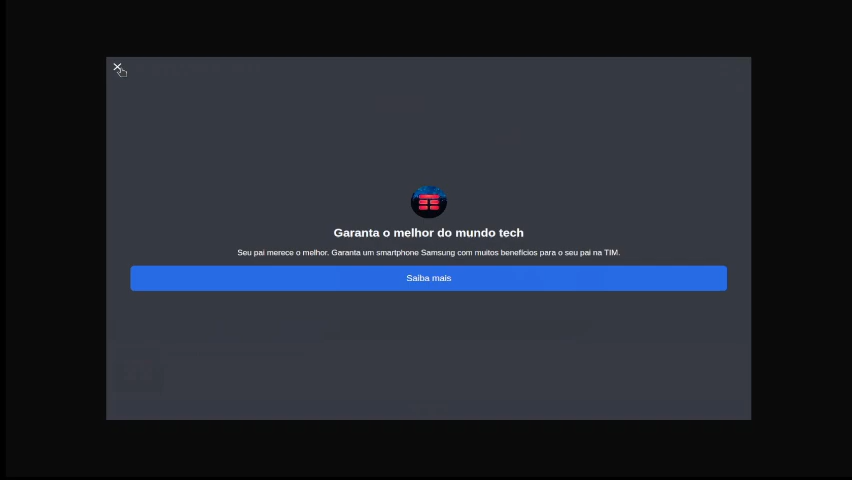 Garanta o melhor do mundo tech
Seu pai merece o melhor. Garanta um smartphone Samsung com muitos benefícios para o seu pai na TIM.
Saiba mais